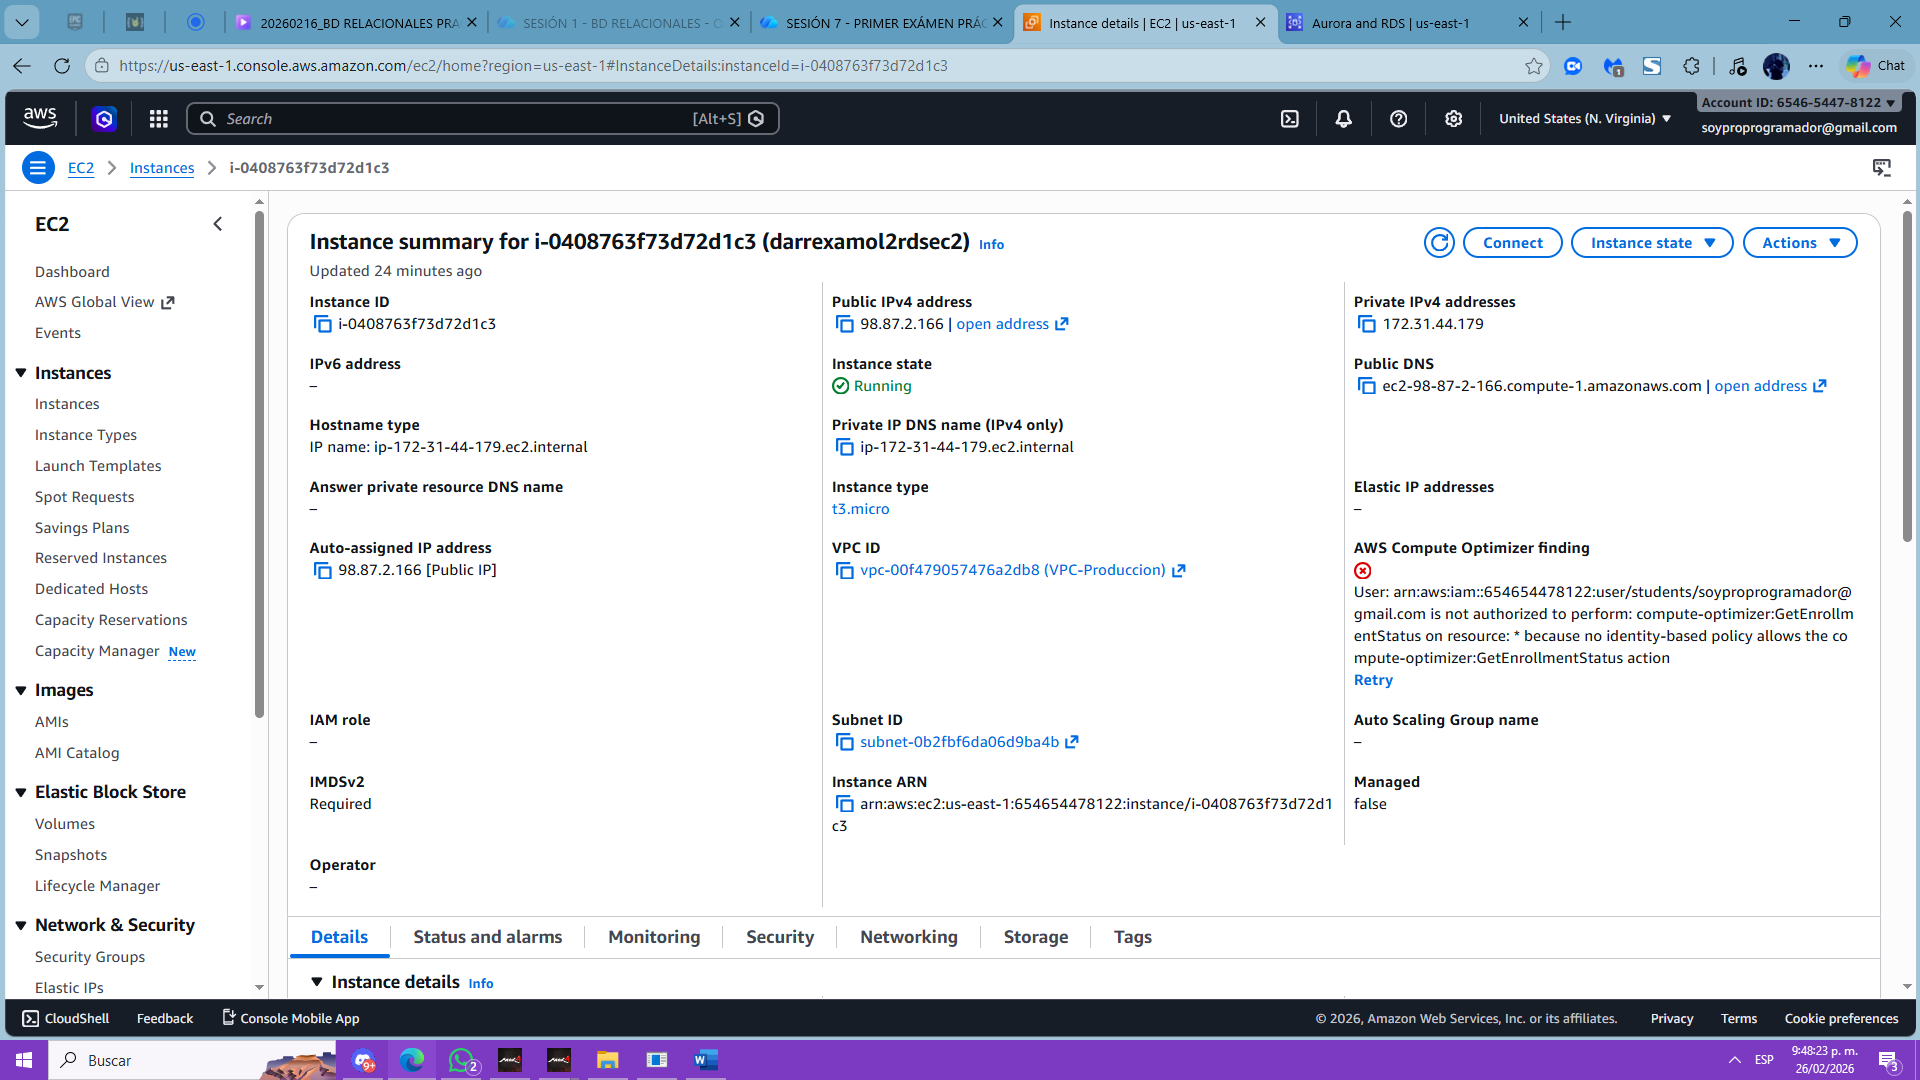 20260216_BD RELACIONALES PRA
SESIÓN 1 - BD RELACIONALES - C
SESIÓN 7 - PRIMER EXÁMEN PRÁC
Instance details | EC2 | us-east-1
Aurora and RDS | us-east-1
https://us-east-1.console.aws.amazon.com/ec2/home?region=us-east-1#InstanceDetails:instanceId=i-0408763f73d72d1c3
1
Chat
aws
Search
[Alt+S]
United States (N. Virginia)
Account ID: 6546-5447-8122
soyproprogramador@gmail.com
EC2
Instances
i-0408763f73d72d1c3
EC2
Dashboard
AWS Global View
Events
Instances
Instances
Instance Types
Launch Templates
Spot Requests
Savings Plans
Reserved Instances
Dedicated Hosts
Capacity Reservations
Capacity Manager New
Images
AMIs
AMI Catalog
Elastic Block Store
Volumes
Snapshots
Lifecycle Manager
Network & Security
Security Groups
Elastic IPs
Instance summary for i-0408763f73d72d1c3 (darrexamol2rdsec2) Info
Updated 24 minutes ago
Connect
Instance state
Actions
Instance ID
i-0408763f73d72d1c3
Public IPv4 address
98.87.2.166 | open address
Private IPv4 addresses
172.31.44.179
IPv6 address
–
Instance state
Running
Public DNS
ec2-98-87-2-166.compute-1.amazonaws.com | open address
Hostname type
IP name: ip-172-31-44-179.ec2.internal
Private IP DNS name (IPv4 only)
ip-172-31-44-179.ec2.internal
Answer private resource DNS name
–
Instance type
t3.micro
Elastic IP addresses
–
Auto-assigned IP address
98.87.2.166 [Public IP]
VPC ID
vpc-00f479057476a2db8 (VPC-Produccion)
AWS Compute Optimizer finding
User: arn:aws:iam::654654478122:user/students/soyproprogramador@
gmail.com is not authorized to perform: compute-optimizer:GetEnrollm
entStatus on resource: * because no identity-based policy allows the co
mpute-optimizer:GetEnrollmentStatus action
Retry
IAM role
–
Subnet ID
subnet-0b2fbf6da06d9ba4b
Auto Scaling Group name
–
IMDSv2
Required
Instance ARN
arn:aws:ec2:us-east-1:654654478122:instance/i-0408763f73d72d1
c3
Managed
false
Operator
–
Details
Status and alarms
Monitoring
Security
Networking
Storage
Tags
Instance details Info
CloudShell
Feedback
Console Mobile App
© 2026, Amazon Web Services, Inc. or its affiliates.
Privacy
Terms
Cookie preferences
Buscar
9+
2
ESP
9:48:23 p. m.
26/02/2026
3